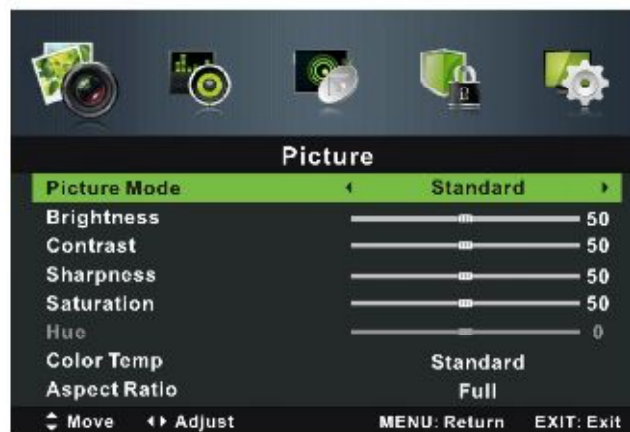 Picture
Picture Mode Standard
Brightness 50
Contrast 50
Sharpness 50
Saturation 50
Hue 0
Color Temp Standard
Aspect Ratio Full
Move Adjust MENU: Return EXIT: Exit